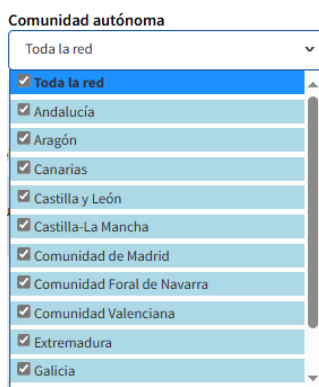 Comunidad autónoma
Toda la red
Toda la red
Andalucía
Aragón
Canarias
Castilla y León
Castilla-La Mancha
Comunidad de Madrid
Comunidad Foral de Navarra
Comunidad Valenciana
Extremadura
Galicia